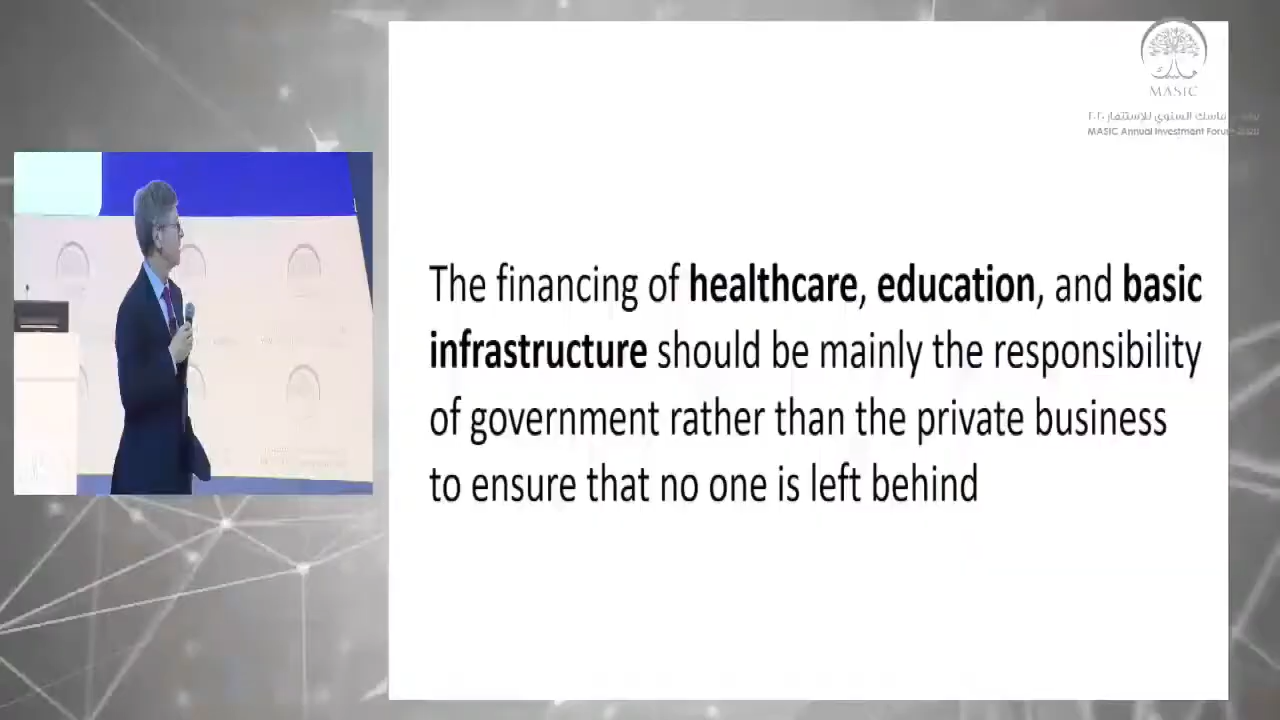 MASIC
MASIC Annual Investment Forum 2020
The financing of healthcare, education, and basic
infrastructure should be mainly the responsibility
of government rather than the private business
to ensure that no one is left behind